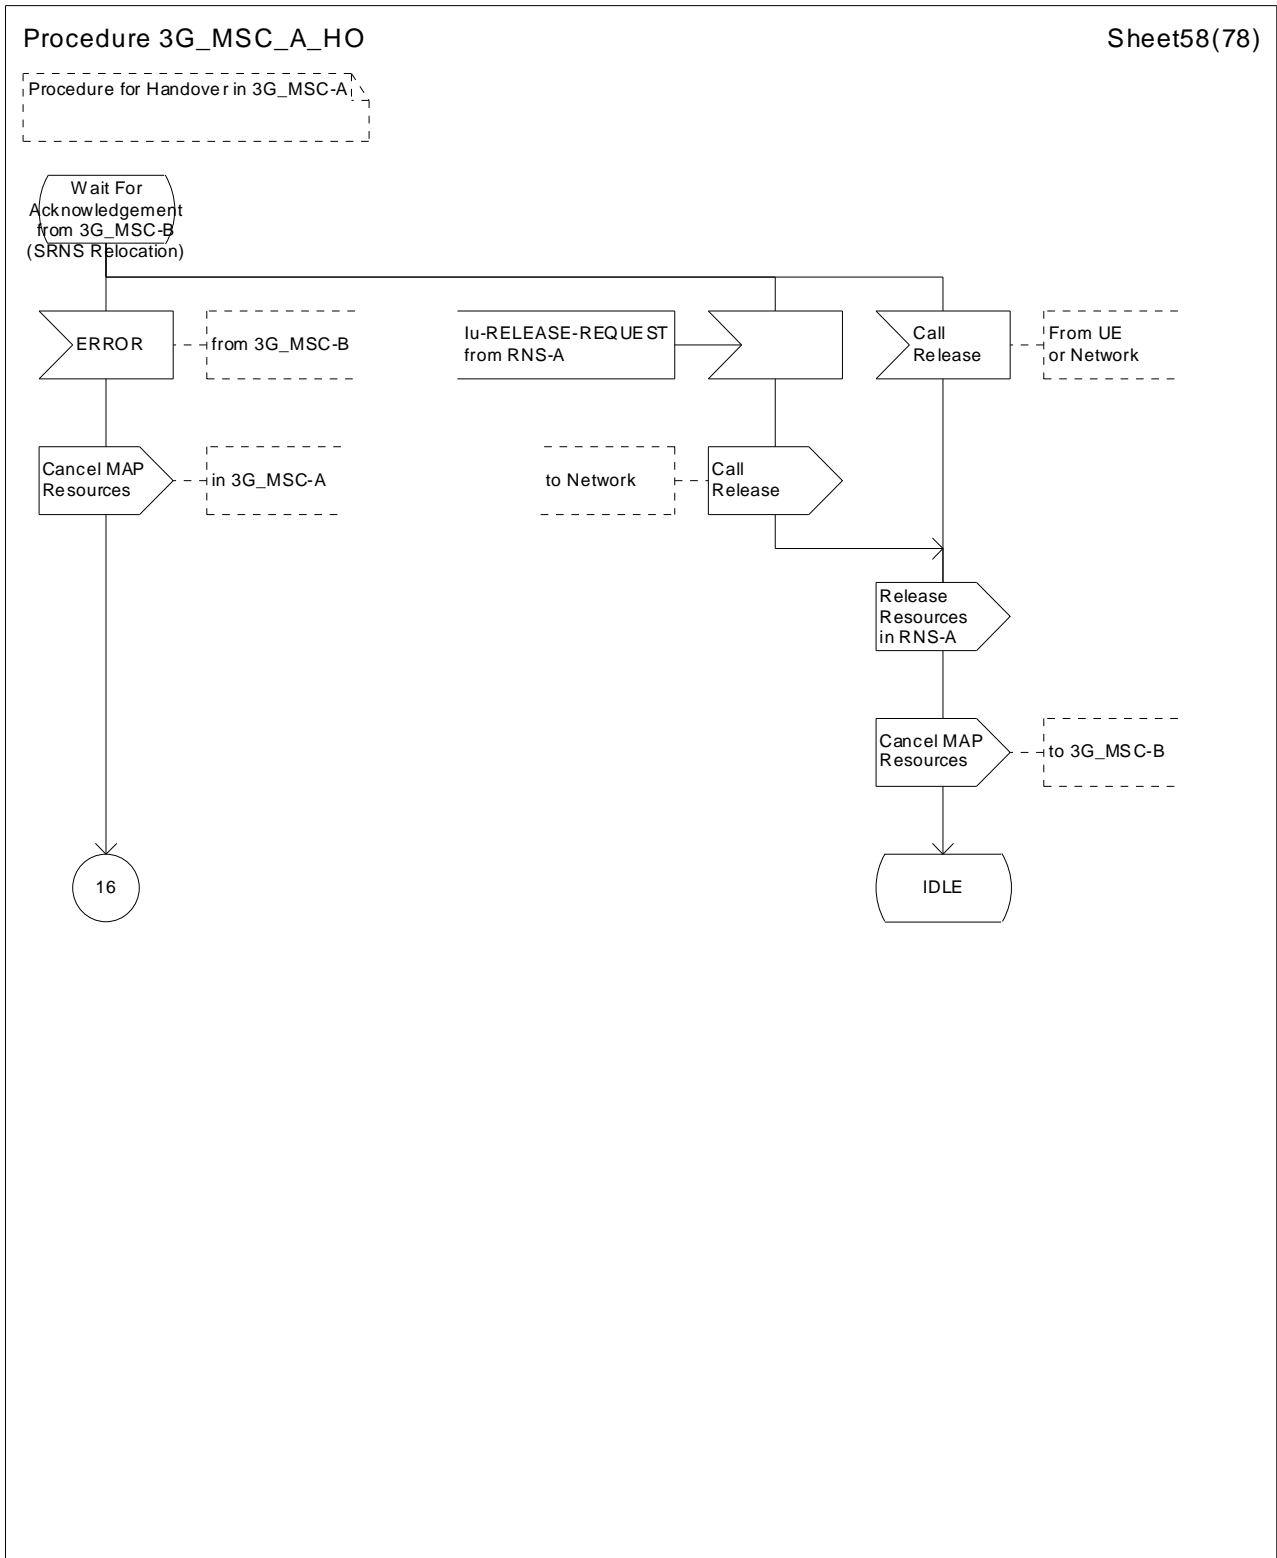 Procedure 3G_MSC_A_HO
Sheet58(78)
Procedure for Handover in 3G_MSC-A
Wait For
Acknowledgement
from 3G_MSC-B
(SRNS Relocation)
ERROR
from 3G_MSC-B
Iu-RELEASE-REQUEST
from RNS-A
Call
Release
From UE
or Network
Cancel MAP
Resources
in 3G_MSC-A
to Network
Call
Release
Release
Resources
in RNS-A
Cancel MAP
Resources
to 3G_MSC-B
16
IDLE